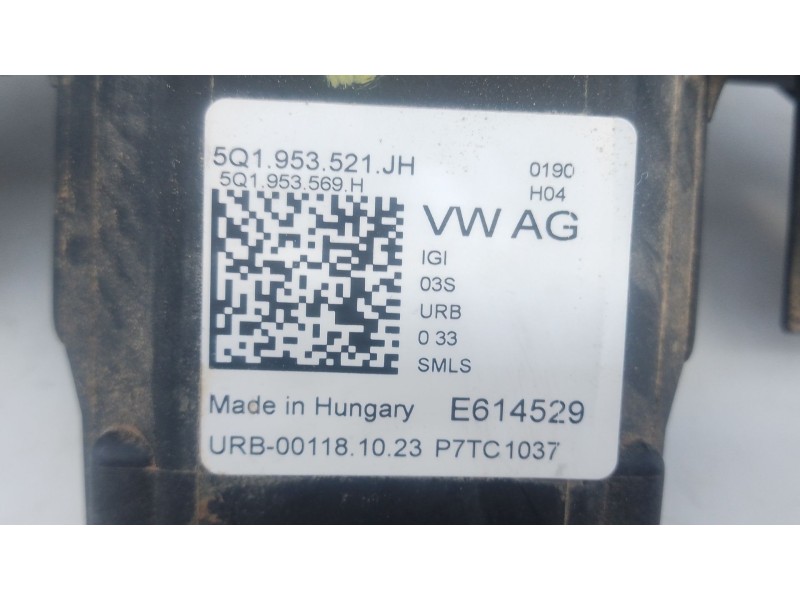 5Q1.953.521.JH
5Q1.953.569.H
0190
H04
VW AG
IGI
03S
URB
0 33
SMLS
Made in Hungary E614529
URB-00118.10.23 P7TC1037